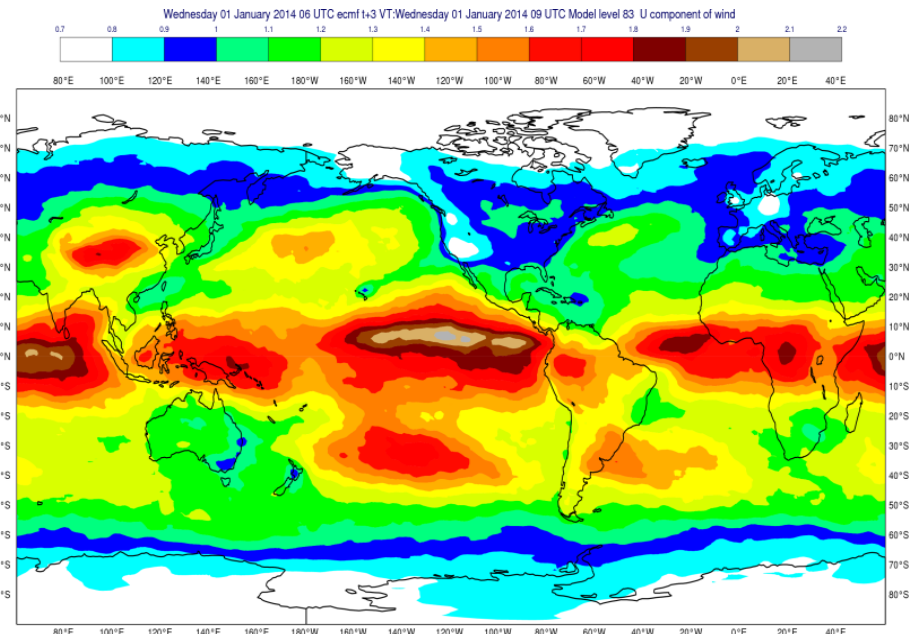 Wednesday 01 January 2014 06 UTC ecmf t+3 VT:Wednesday 01 January 2014 09 UTC Model level 83 U component of wind
0.7 0.8 0.9 1 1.1 1.2 1.3 1.4 1.5 1.6 1.7 1.8 1.9 2 2.1 2.2
80°E 100°E 120°E 140°E 160°E 180°W 160°W 140°W 120°W 100°W 80°W 60°W 40°W 20°W 0°E 20°E 40°E
°N 80°N
°N 70°N
°N 60°N
°N 50°N
°N 40°N
°N 30°N
°N 20°N
°N 10°N
°N 0°N
°S 10°S
°S 20°S
°S 30°S
°S 40°S
°S 50°S
°S 60°S
°S 70°S
°S 80°S
80°E 100°E 120°E 140°E 160°E 180°W 160°W 140°W 120°W 100°W 80°W 60°W 40°W 20°W 0°E 20°E 40°E